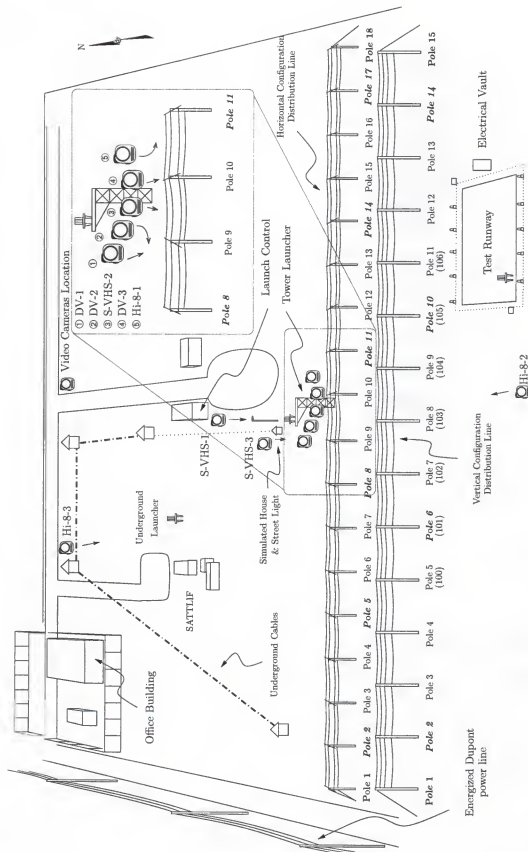 N
Video Cameras Location
① DV-1
② DV-2
③ S-VHS-2
④ DV-3
⑤ Hi-8-1
①
②
③
④
⑤
Pole 8
Pole 9
Pole 10
Pole 11
Office Building
Hi-8-3
Underground
Launcher
SATTLIF
Underground Cables
Energized Dupont
power line
S-VHS-1
S-VHS-3
Simulated House
& Street Light
Launch Control
Tower Launcher
Horizontal Configuration
Distribution Line
Pole 1
Pole 2
Pole 3
Pole 4
Pole 5
Pole 6
Pole 7
Pole 8
Pole 9
Pole 10
Pole 11
Pole 12
Pole 13
Pole 14
Pole 15
Pole 16
Pole 17
Pole 18
Pole 1
Pole 2
Pole 3
Pole 4
Pole 5
(100)
Pole 6
(101)
Pole 7
(102)
Pole 8
(103)
Pole 9
(104)
Pole 10
(105)
Pole 11
(106)
Pole 12
Pole 13
Pole 14
Pole 15
Vertical Configuration
Distribution Line
Hi-8-2
Test Runway
Electrical Vault